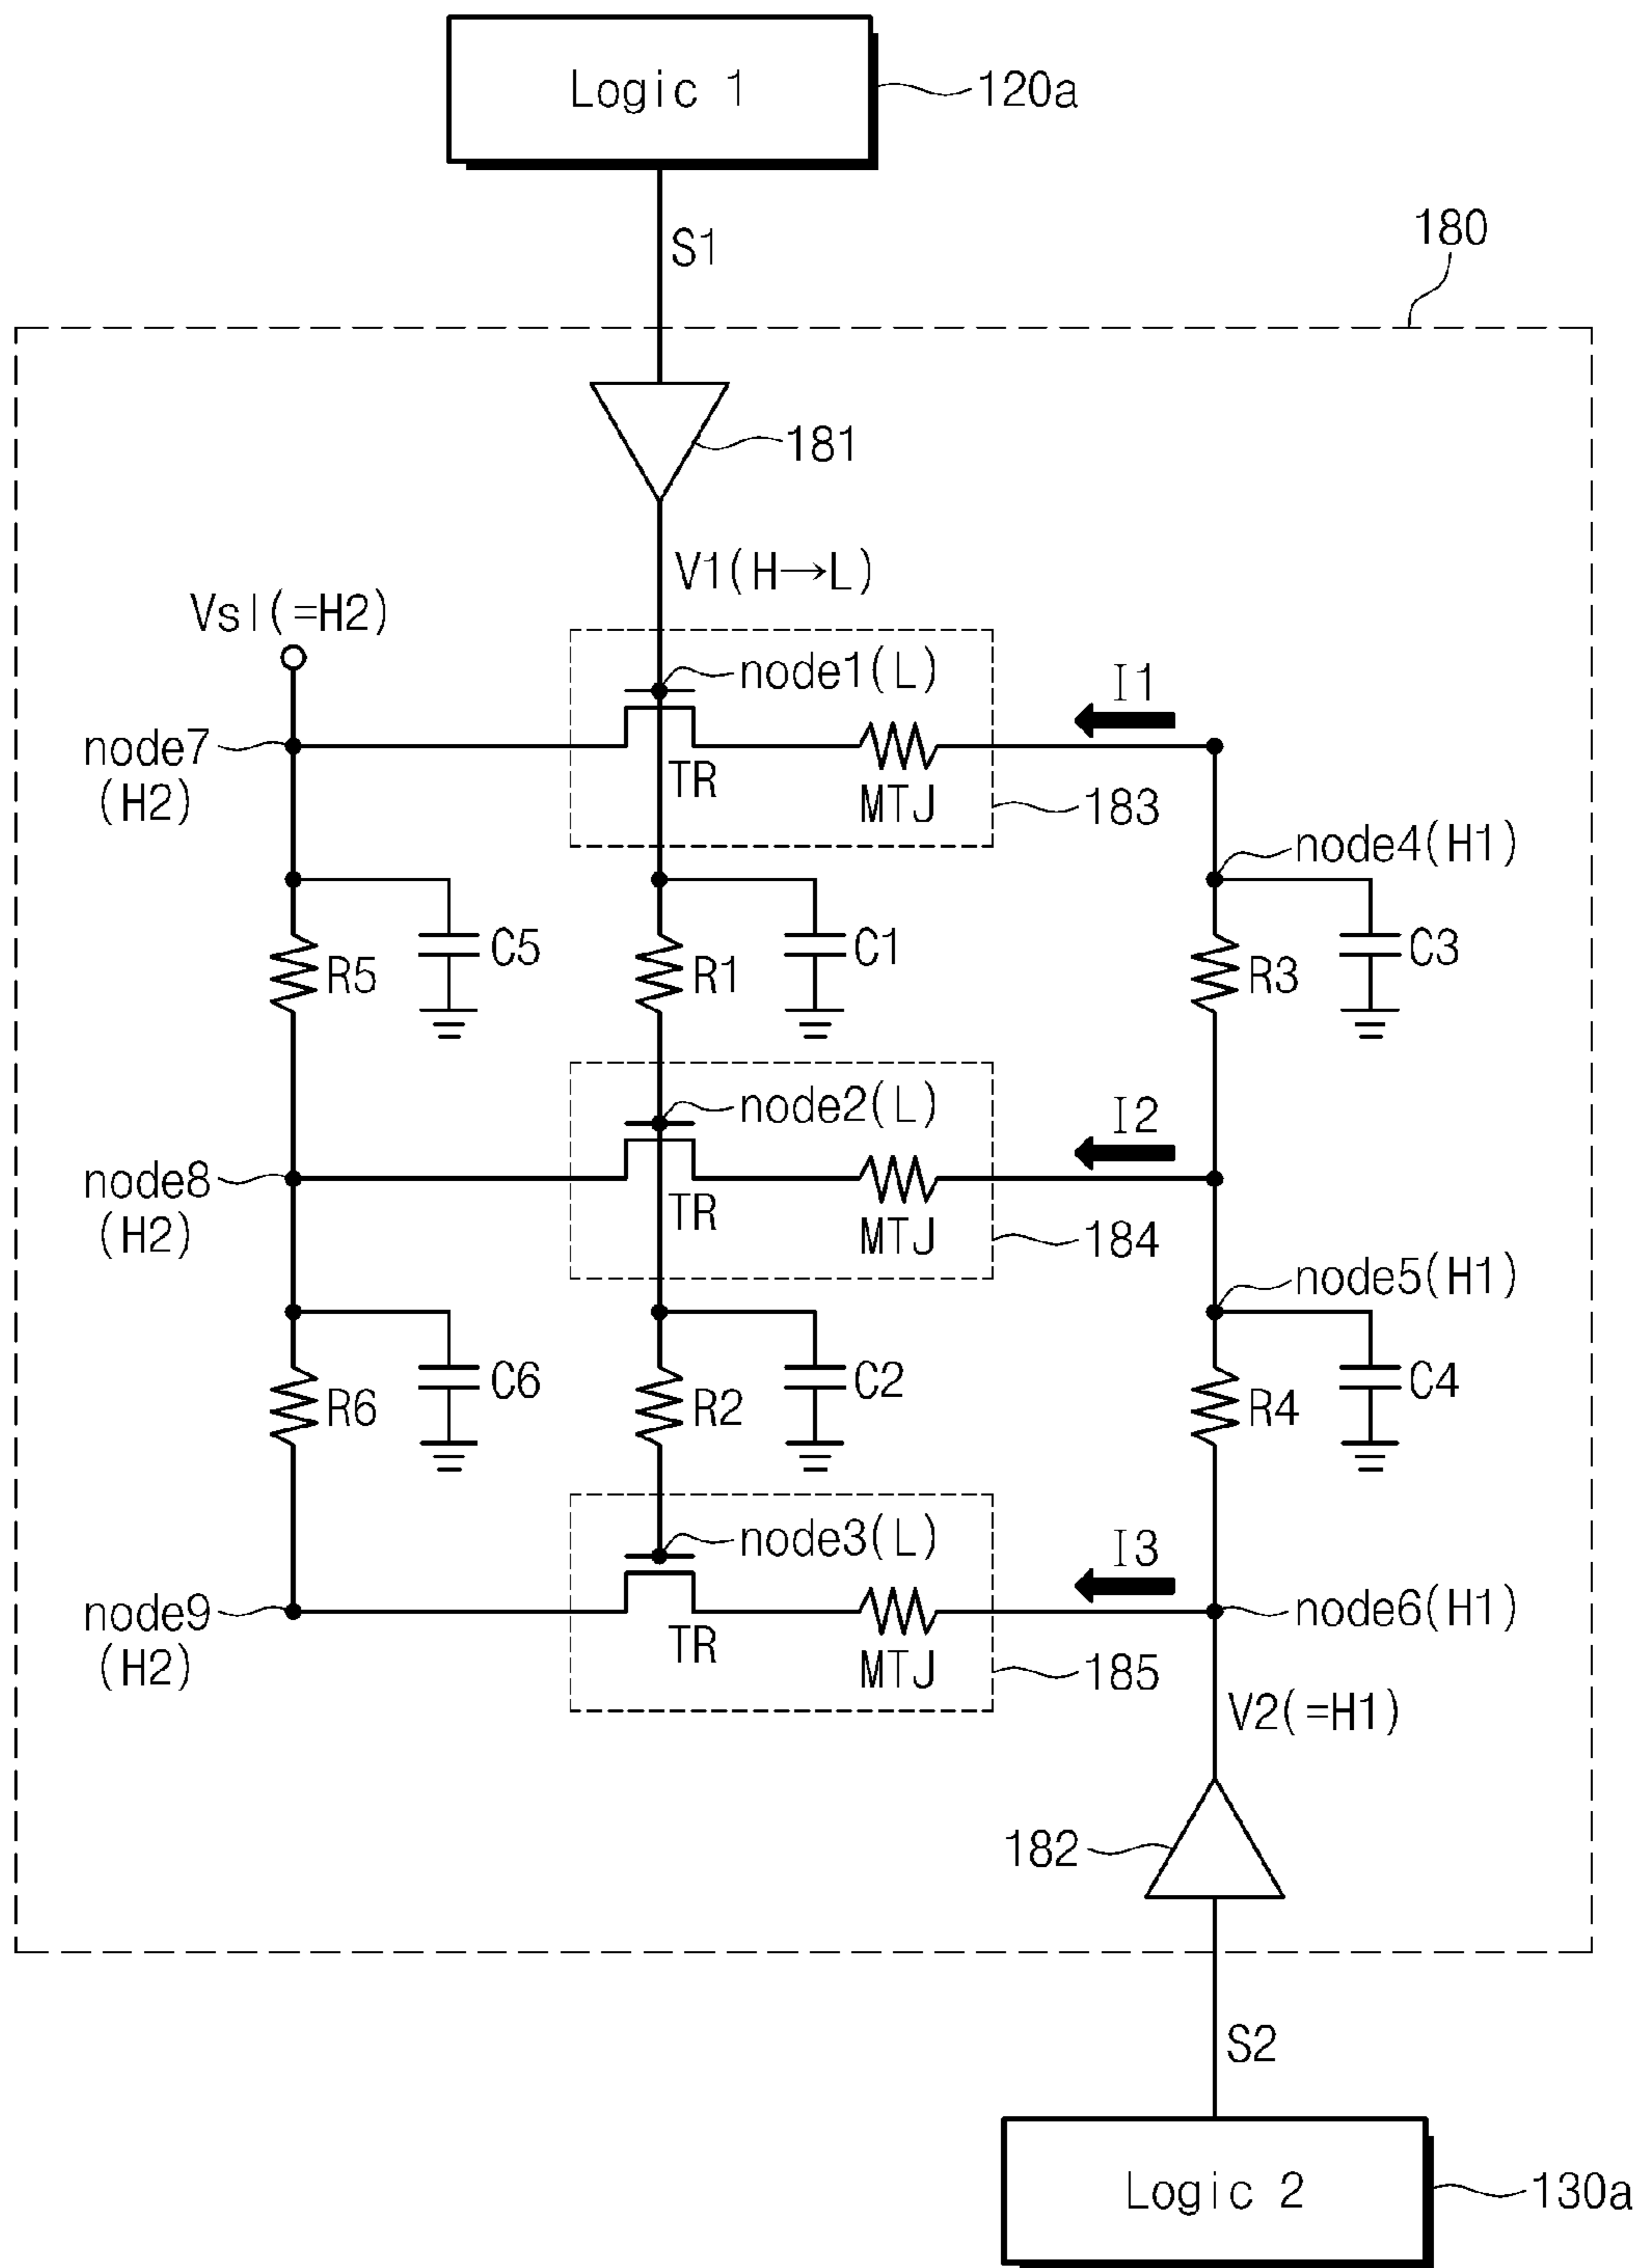 Logic 1
120a
S1
180
181
V1(H→L)
Vsl(=H2)
node1(L)
I1
node7
(H2)
TR
MTJ
183
node4(H1)
R5
C5
R1
C1
R3
C3
node2(L)
I2
node8
(H2)
TR
MTJ
184
node5(H1)
R6
C6
R2
C2
R4
C4
node3(L)
I3
node9
(H2)
TR
MTJ
185
node6(H1)
V2(=H1)
182
S2
Logic 2
130a